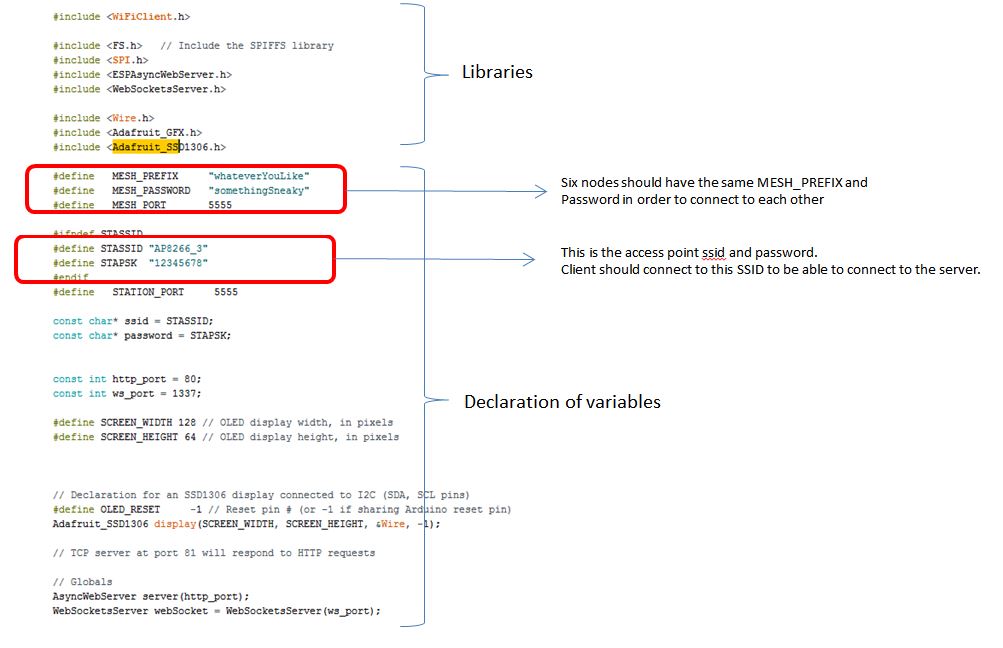 #include <WiFiClient.h>
#include <FS.h>   // Include the SPIFFS library
#include <SPI.h>
#include <ESPAsyncWebServer.h>
#include <WebSocketsServer.h>
Libraries
#include <Wire.h>
#include <Adafruit_GFX.h>
#include <Adafruit_SSD1306.h>
#define   MESH_PREFIX     "whateverYouLike"
#define   MESH_PASSWORD   "somethingSneaky"
#define   MESH_PORT       5555
Six nodes should have the same MESH_PREFIX and
Password in order to connect to each other
#ifndef STASSID
#define STASSID "AP8266_3"
#define STAPSK  "12345678"
#endif
This is the access point ssid and password.
Client should connect to this SSID to be able to connect to the server.
#define   STATION_PORT     5555
const char* ssid = STASSID;
const char* password = STAPSK;
const int http_port = 80;
const int ws_port = 1337;
Declaration of variables
#define SCREEN_WIDTH 128 // OLED display width, in pixels
#define SCREEN_HEIGHT 64 // OLED display height, in pixels
// Declaration for an SSD1306 display connected to I2C (SDA, SCL pins)
#define OLED_RESET     -1 // Reset pin # (or -1 if sharing Arduino reset pin)
Adafruit_SSD1306 display(SCREEN_WIDTH, SCREEN_HEIGHT, &Wire, -1);
// TCP server at port 81 will respond to HTTP requests
// Globals
AsyncWebServer server(http_port);
WebSocketsServer webSocket = WebSocketsServer(ws_port);